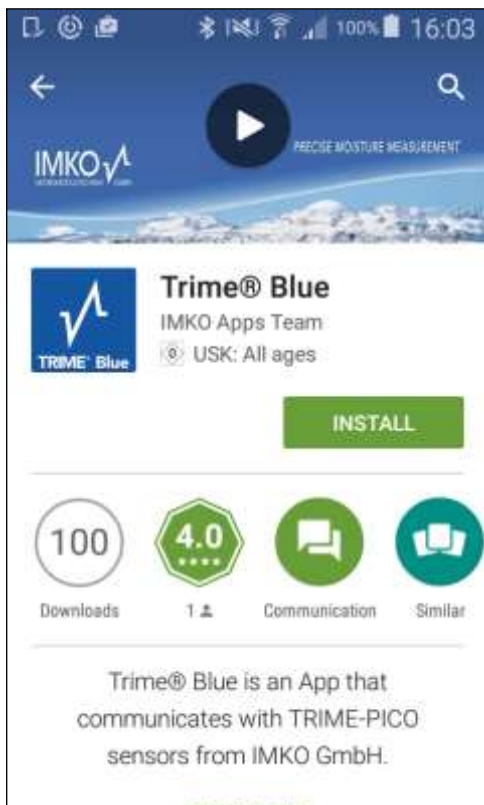 100% 16:03
IMKO
PRECISE MOISTURE MEASUREMENT
TRIME® Blue
Trime® Blue
IMKO Apps Team
0 USK: All ages
INSTALL
100
4.0
Downloads
1
Communication
Similar
Trime® Blue is an App that
communicates with TRIME-PICO
sensors from IMKO GmbH.